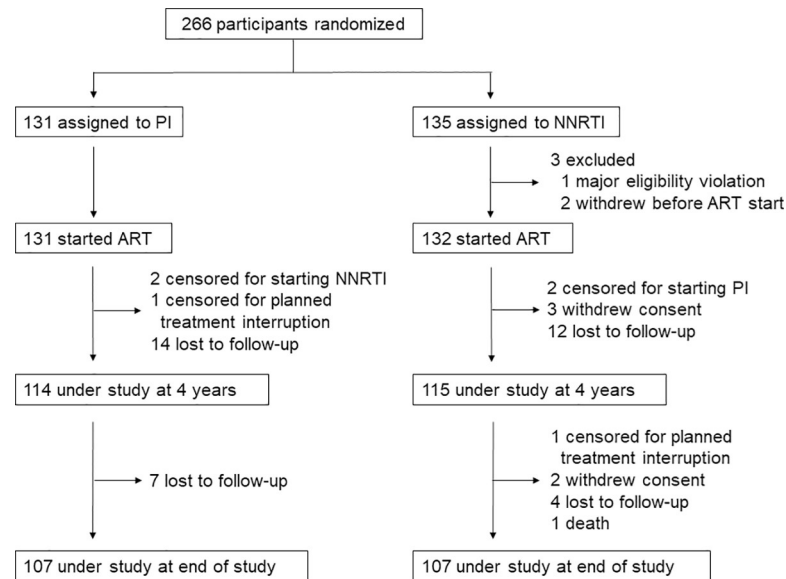 266 participants randomized
131 assigned to PI
135 assigned to NNRTI
3 excluded
1 major eligibility violation
2 withdrew before ART start
131 started ART
132 started ART
2 censored for starting NNRTI
1 censored for planned
treatment interruption
14 lost to follow-up
2 censored for starting PI
3 withdrew consent
12 lost to follow-up
114 under study at 4 years
115 under study at 4 years
7 lost to follow-up
1 censored for planned
treatment interruption
2 withdrew consent
4 lost to follow-up
1 death
107 under study at end of study
107 under study at end of study